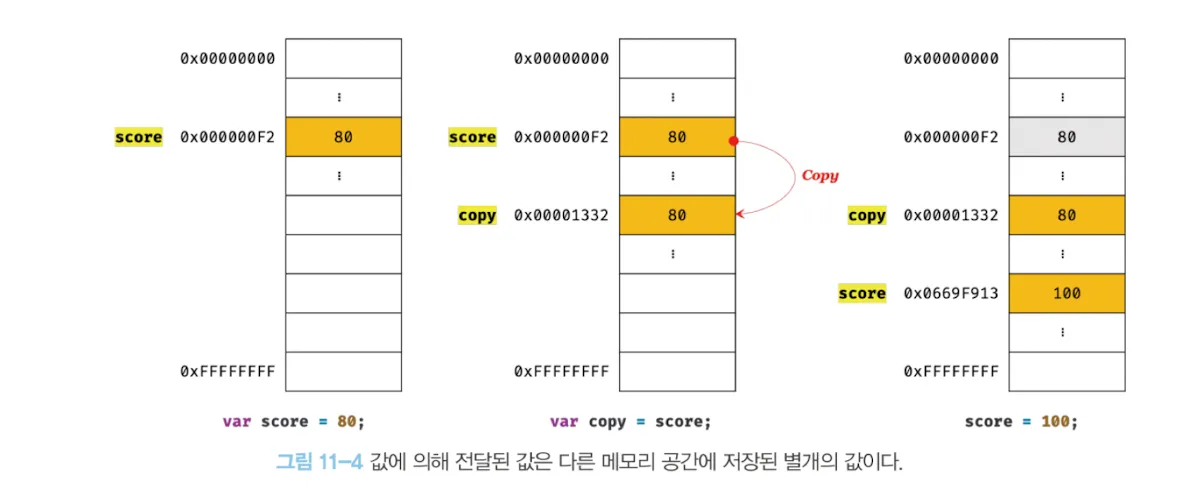 0x00000000
⋮
score 0x000000F2 80
⋮
0xFFFFFFFF
var score = 80;
0x00000000
⋮
score 0x000000F2 80
⋮
Copy
copy 0x00001332 80
⋮
0xFFFFFFFF
var copy = score;
0x00000000
⋮
0x000000F2 80
⋮
copy 0x00001332 80
⋮
score 0x0669F913 100
⋮
0xFFFFFFFF
score = 100;
그림 11-4 값에 의해 전달된 값은 다른 메모리 공간에 저장된 별개의 값이다.